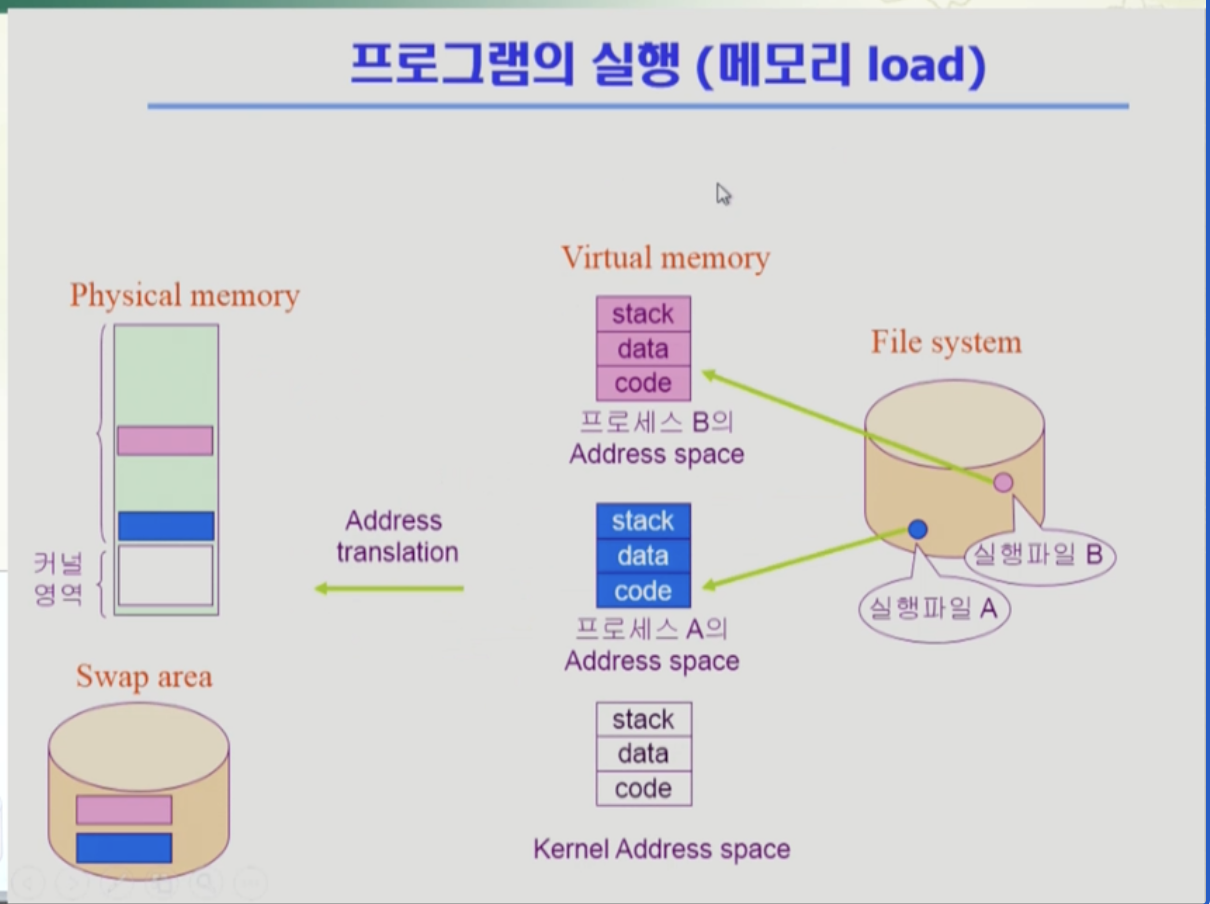 프로그램의 실행 (메모리 load)
Virtual memory
Physical memory
stack
data
code
프로세스 B의
Address space
File system
실행파일 B
실행파일 A
Address
translation
stack
data
code
프로세스 A의
Address space
커널
영역
Swap area
stack
data
code
Kernel Address space